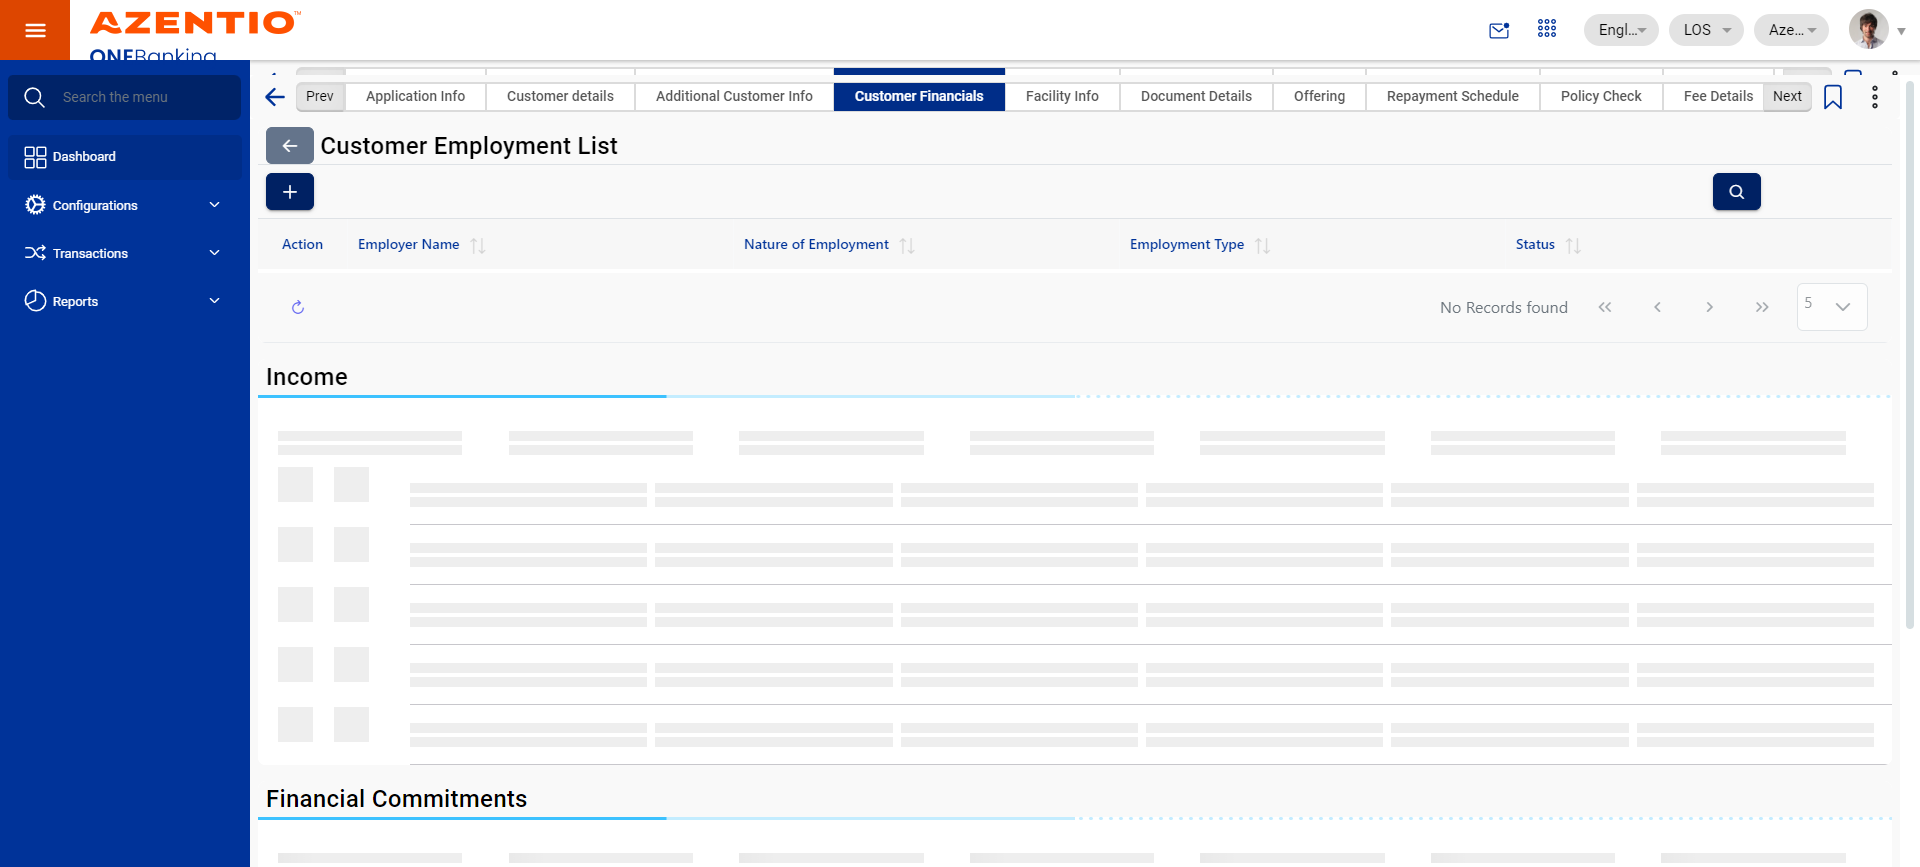 AZENTIO™
ONEBanking
Engl...
LOS
Aze...
Search the menu
Dashboard
Configurations
Transactions
Reports
Prev
Application Info
Customer details
Additional Customer Info
Customer Financials
Facility Info
Document Details
Offering
Repayment Schedule
Policy Check
Fee Details
Next
Customer Employment List
Action
Employer Name
Nature of Employment
Employment Type
Status
No Records found
5
Income
Financial Commitments